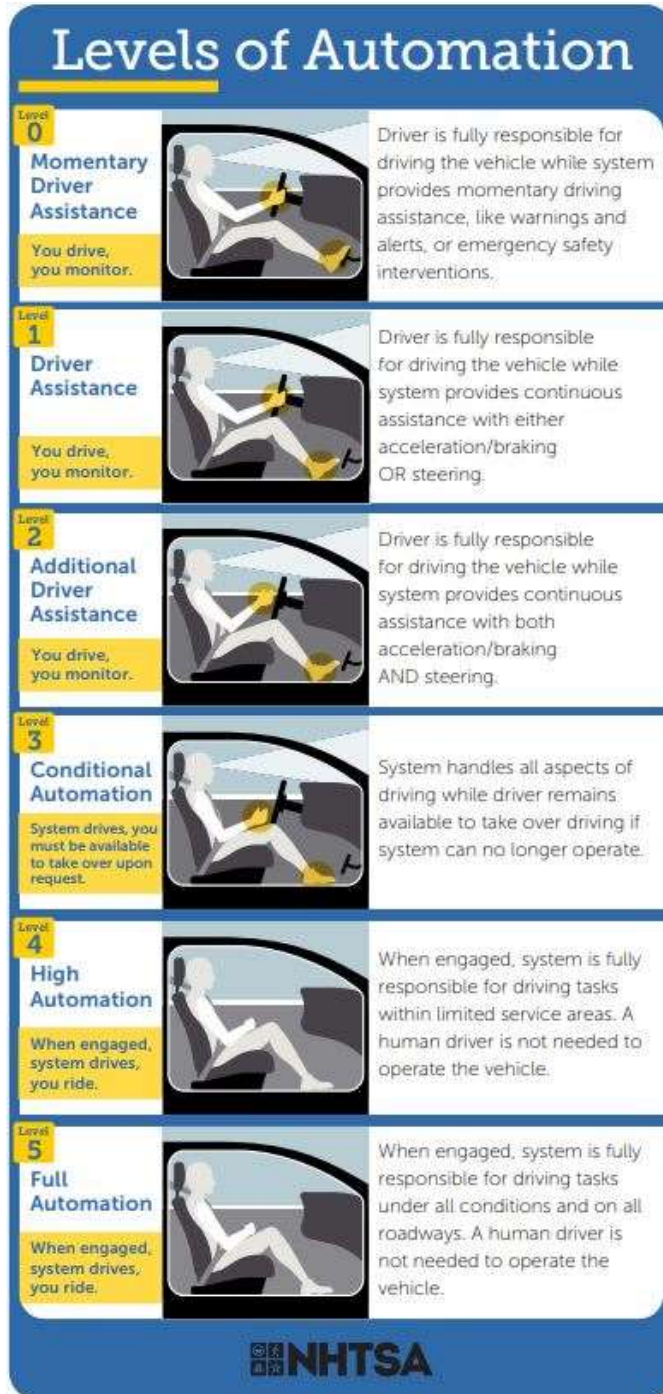 Levels of Automation
Level
0
Momentary
Driver
Assistance
You drive,
you monitor.
Driver is fully responsible for
driving the vehicle while system
provides momentary driving
assistance, like warnings and
alerts, or emergency safety
interventions.
Level
1
Driver
Assistance
You drive,
you monitor.
Driver is fully responsible
for driving the vehicle while
system provides continuous
assistance with either
acceleration/braking
OR steering.
Level
2
Additional
Driver
Assistance
You drive,
you monitor.
Driver is fully responsible
for driving the vehicle while
system provides continuous
assistance with both
acceleration/braking
AND steering.
Level
3
Conditional
Automation
System drives, you
must be available
to take over upon
request.
System handles all aspects of
driving while driver remains
available to take over driving if
system can no longer operate.
Level
4
High
Automation
When engaged,
system drives,
you ride.
When engaged, system is fully
responsible for driving tasks
within limited service areas. A
human driver is not needed to
operate the vehicle.
Level
5
Full
Automation
When engaged,
system drives,
you ride.
When engaged, system is fully
responsible for driving tasks
under all conditions and on all
roadways. A human driver is
not needed to operate the
vehicle.
NHTSA